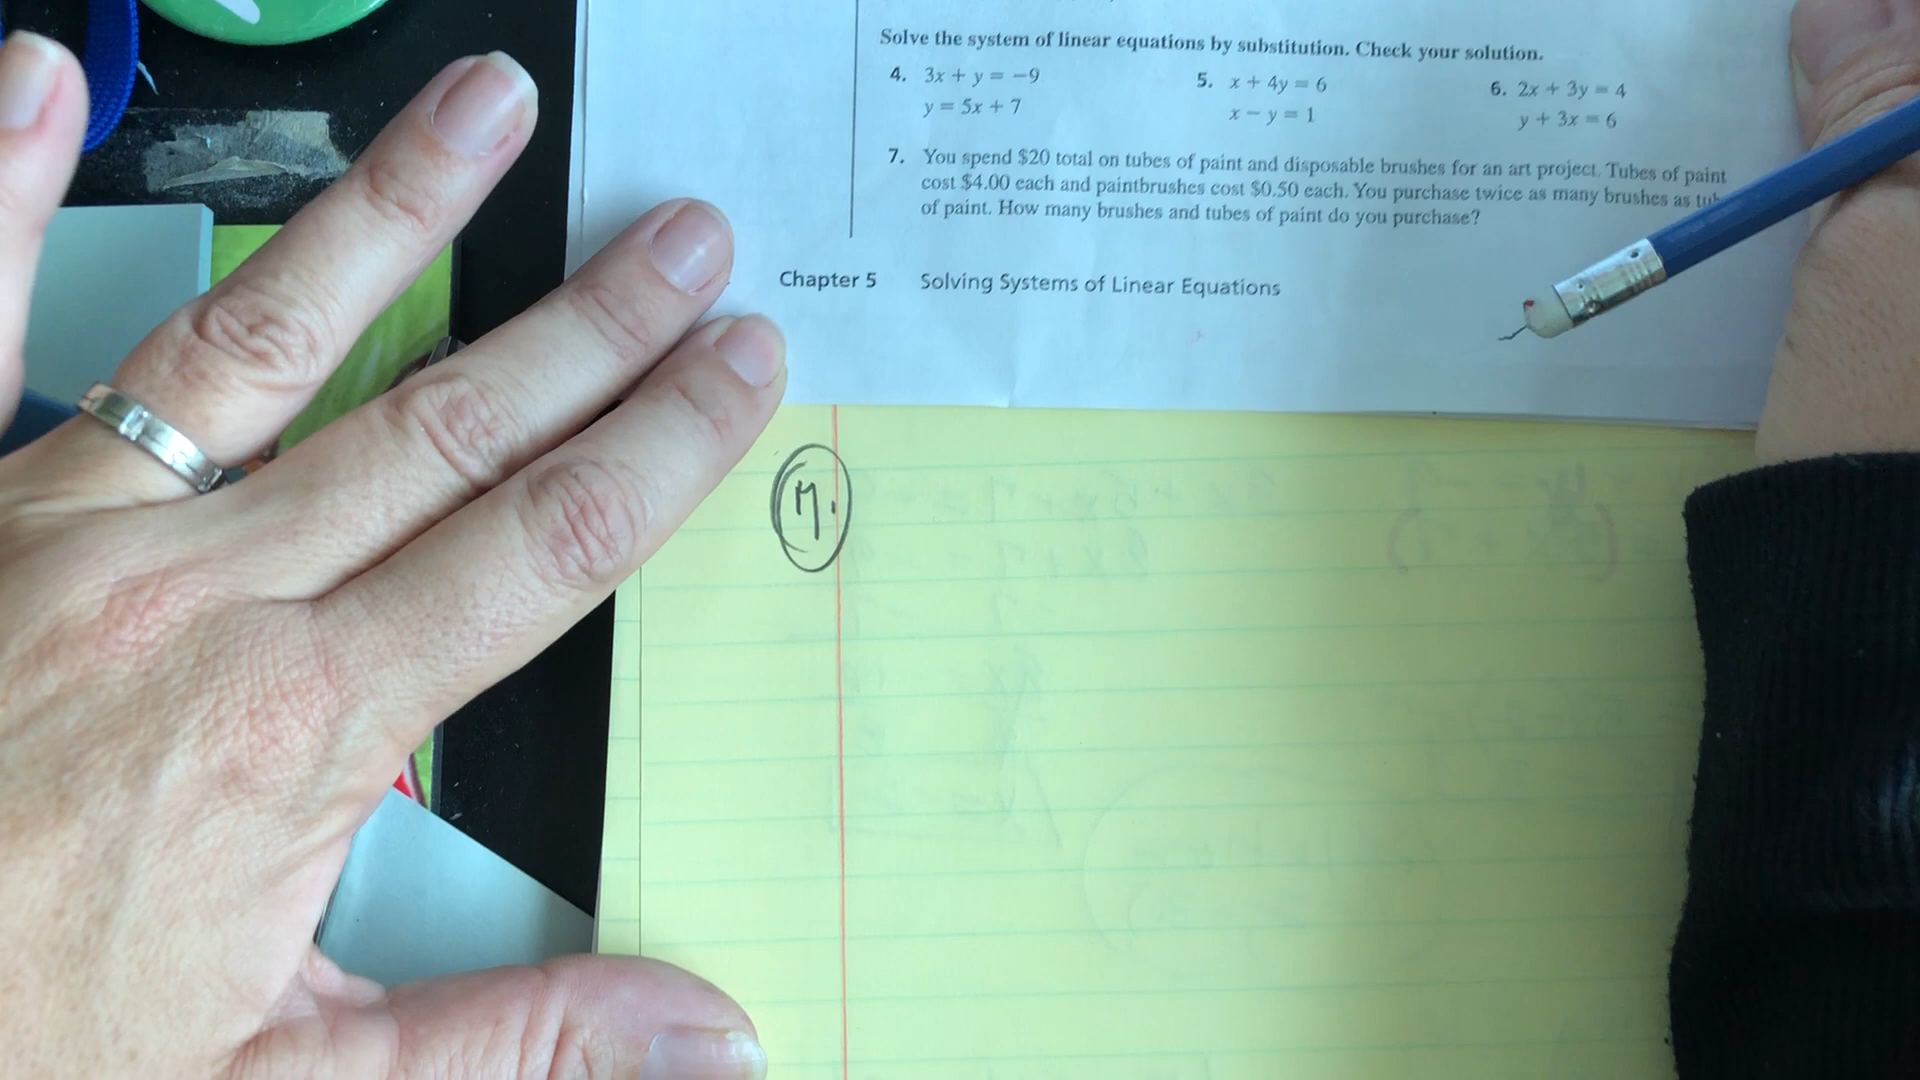 Solve the system of linear equations by substitution. Check your solution.
4. 3x + y = −9
y = 5x + 7
5. x + 4y = 6
x − y = 1
6. 2x + 3y = 4
y + 3x = 6
7. You spend $20 total on tubes of paint and disposable brushes for an art project. Tubes of paint
cost $4.00 each and paintbrushes cost $0.50 each. You purchase twice as many brushes as
of paint. How many brushes and tubes of paint do you purchase?
Chapter 5 Solving Systems of Linear Equations
7.